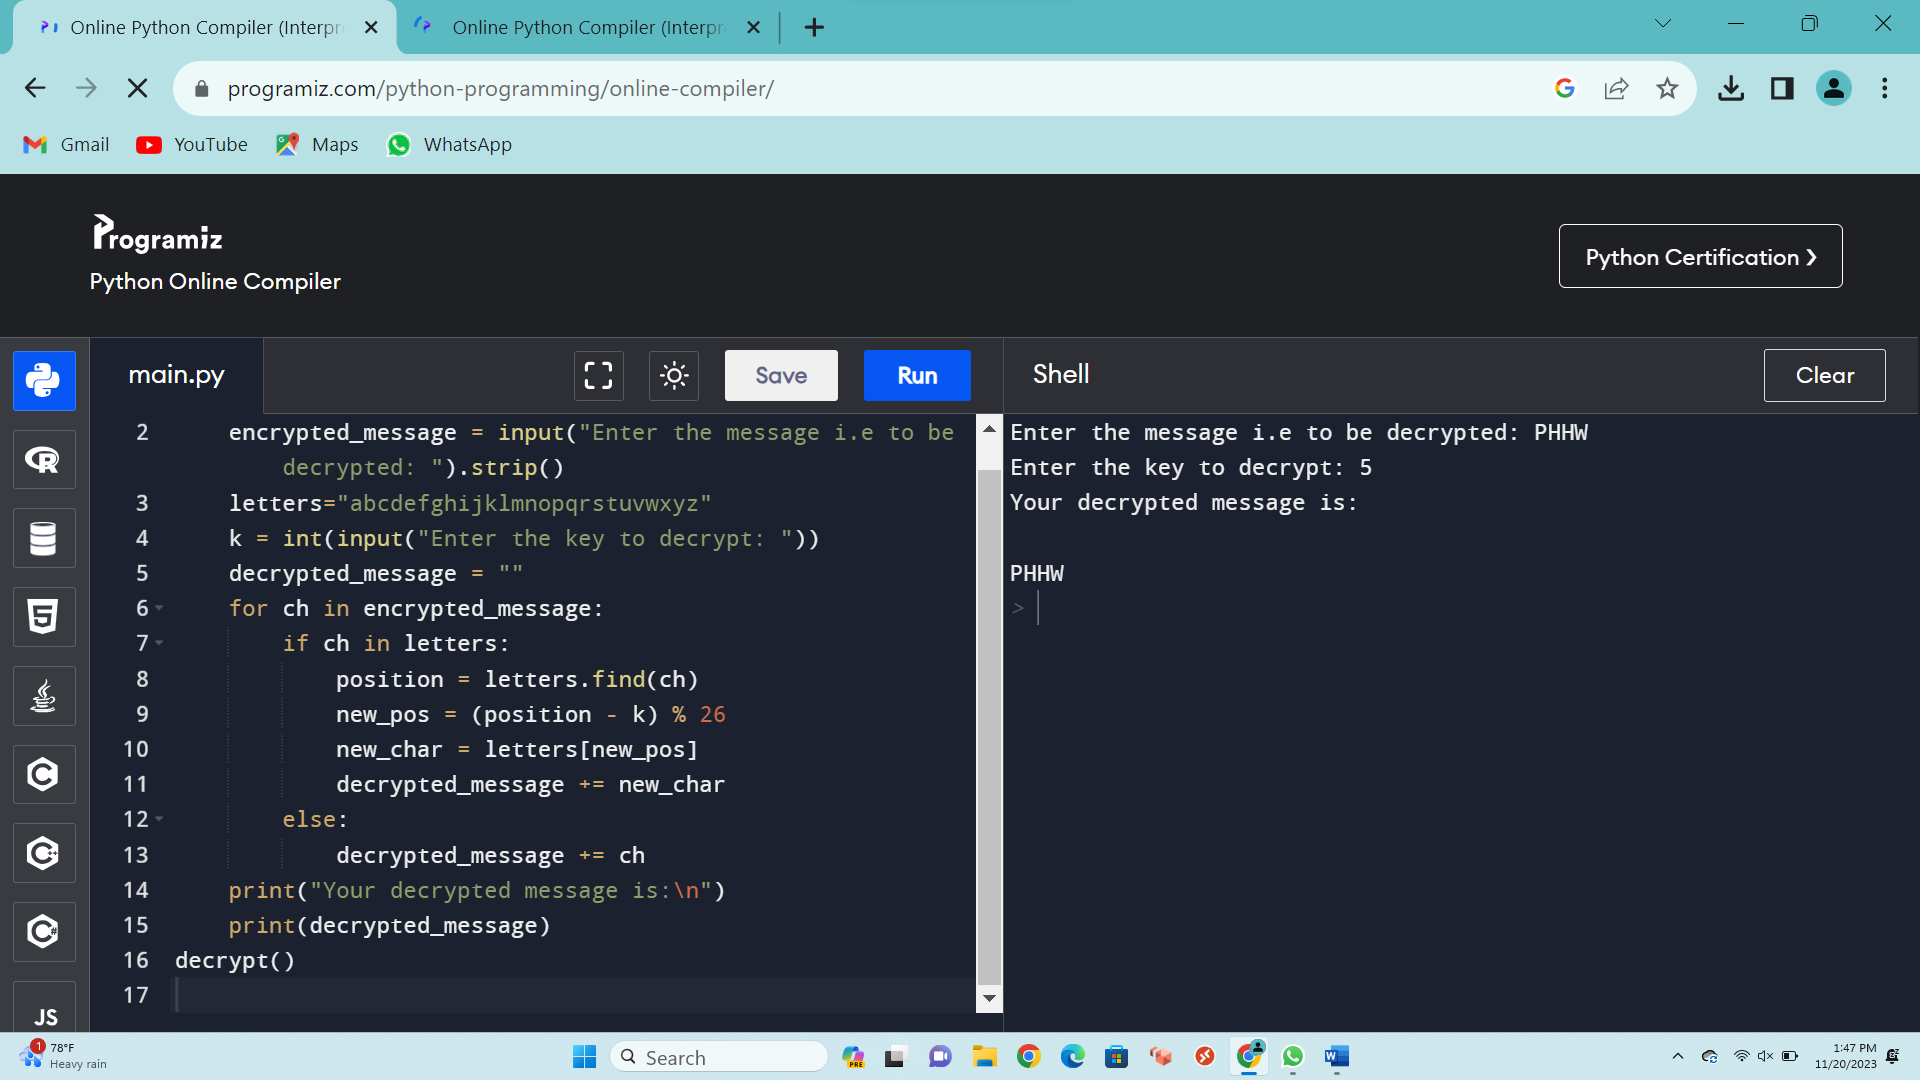 Online Python Compiler (Interpr
Online Python Compiler (Interpr
programiz.com/python-programming/online-compiler/
Gmail YouTube Maps WhatsApp
Programiz
Python Online Compiler
Python Certification ❯
main.py
Save
Run
Shell
Clear
2 encrypted_message = input("Enter the message i.e to be
decrypted: ").strip()
3 letters="abcdefghijklmnopqrstuvwxyz"
4 k = int(input("Enter the key to decrypt: "))
5 decrypted_message = ""
6 for ch in encrypted_message:
7 if ch in letters:
8 position = letters.find(ch)
9 new_pos = (position - k) % 26
10 new_char = letters[new_pos]
11 decrypted_message += new_char
12 else:
13 decrypted_message += ch
14 print("Your decrypted message is:\n")
15 print(decrypted_message)
16 decrypt()
17
Enter the message i.e to be decrypted: PHHW
Enter the key to decrypt: 5
Your decrypted message is:
PHHW
>
R
5
C
C++
C#
JS
1
78°F
Heavy rain
Search
PRE
W
1:47 PM
11/20/2023